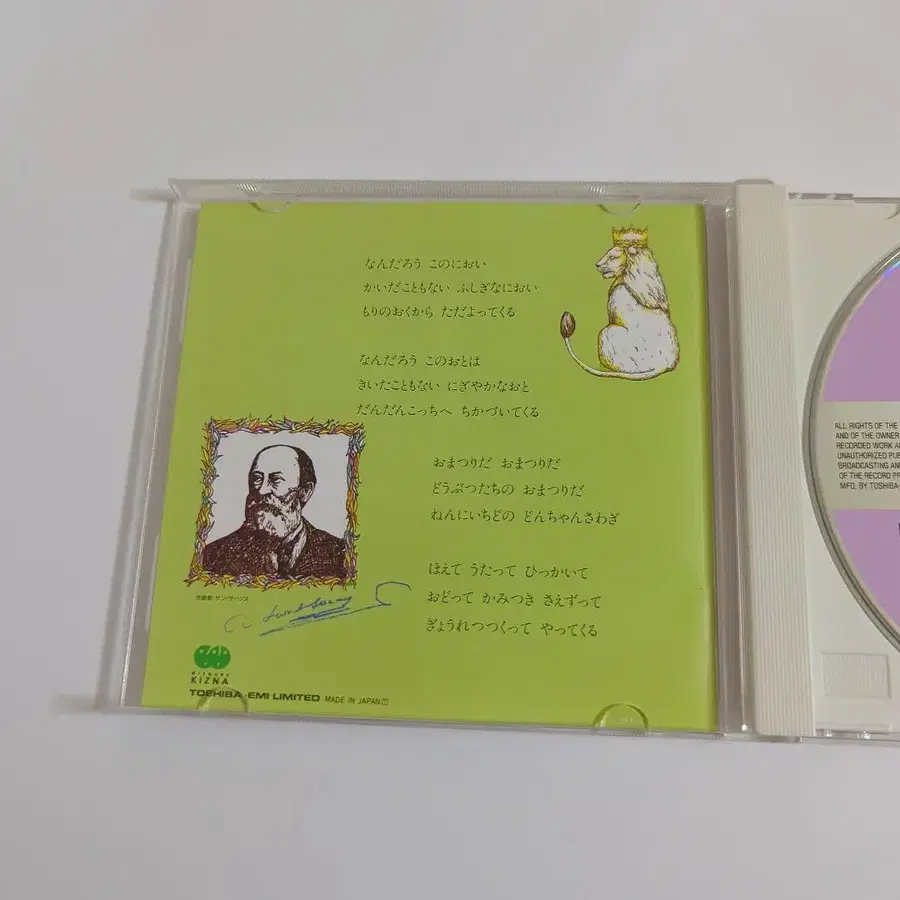 なんだろう このにおい
かいだこともない ふしぎなにおい
もりのおくから ただよってくる
なんだろう このおとは
きいたこともない にぎやかなおと
だんだんこっちへ ちかづいてくる
おまつりだ おまつりだ
どうぶつたちの おまつりだ
ねんにいちどの どんちゃんさわぎ
ほえて うたって ひっかいて
おどって かみつき さえずって
ぎょうれつつくって やってくる
作曲者・サン=サーンス
KIZNA
TOSHIBA-EMI LIMITED MADE IN JAPAN
ALL RIGHTS OF THE
AND OF THE OWNER
RECORDED WORK
UNAUTHORIZED
BROADCASTING AND
OF THE RECORD
MFD. BY TOSHIBA-